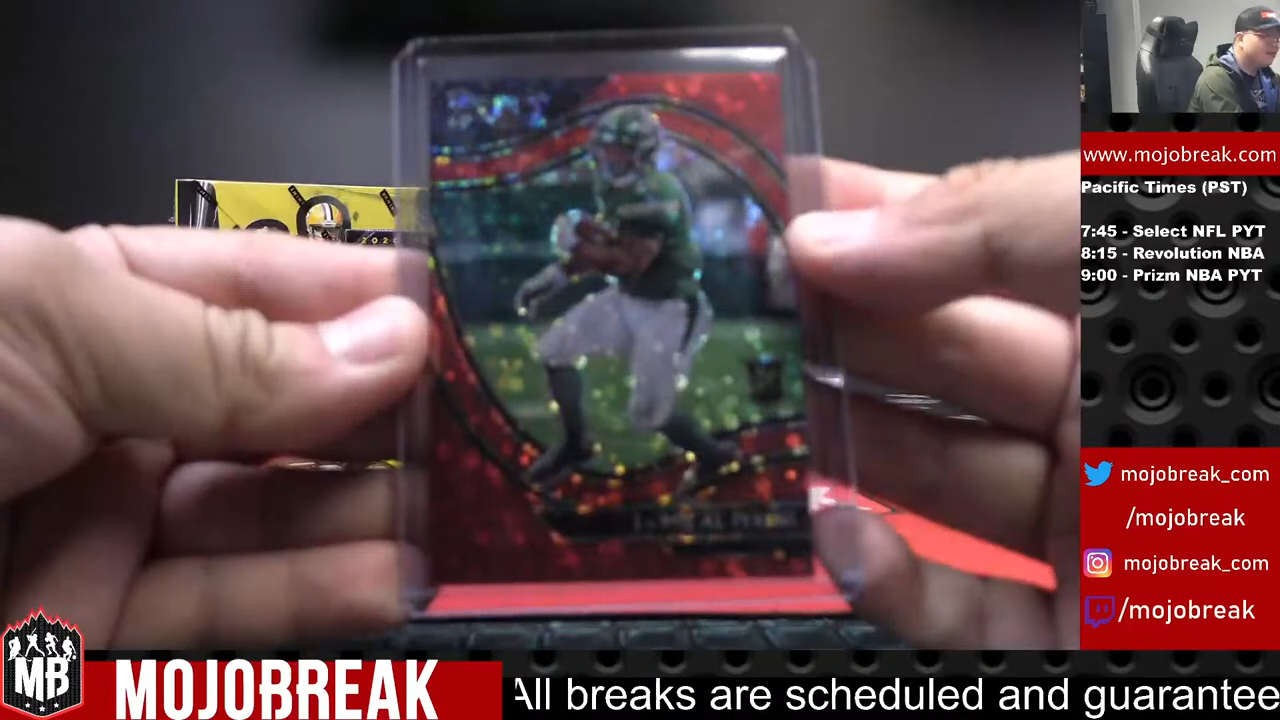 www.mojobreak.com
Pacific Times (PST)
7:45 - Select NFL PYT
8:15 - Revolution NBA
9:00 - Prizm NBA PYT
mojobreak_com
/mojobreak
mojobreak_com
/mojobreak
MB
MOJOBREAK
All breaks are scheduled and guarantee